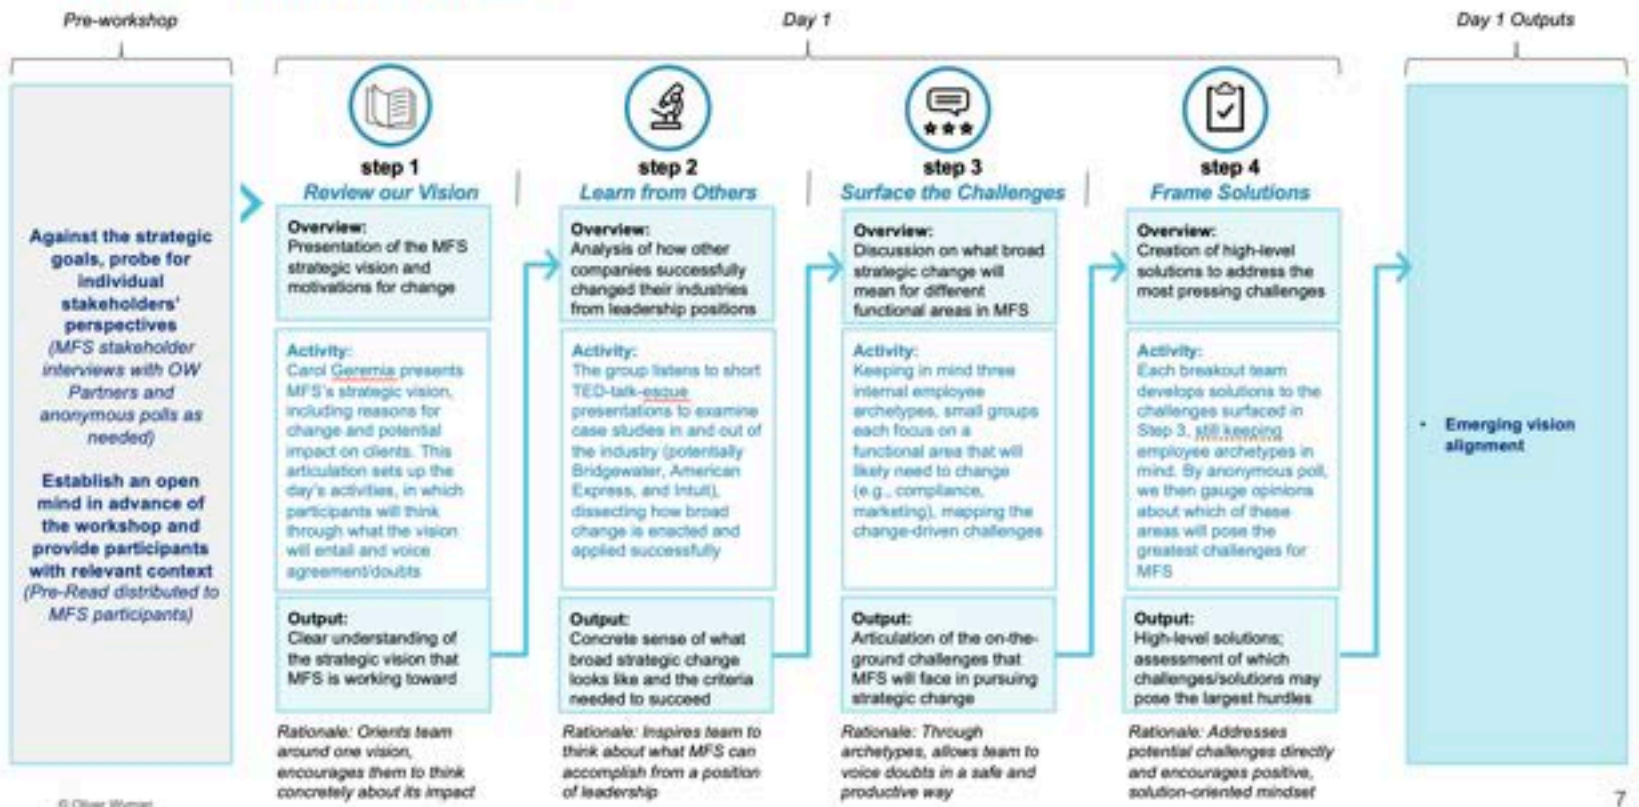 Pre-workshop
Day 1
Day 1 Outputs
Against the strategic
goals, probe for
individual
stakeholders'
perspectives
(MFS stakeholder
interviews with OW
Partners and
anonymous polls as
needed)
Establish an open
mind in advance of
the workshop and
provide participants
with relevant context
(Pre-Read distributed to
MFS participants)
step 1
Review our Vision
Overview:
Presentation of the MFS
strategic vision and
motivations for change
Activity:
Carol Geremia presents
MFS's strategic vision,
including reasons for
change and potential
impact on clients. This
articulation sets up the
day's activities, in which
participants will think
through what the vision
will entail and voice
agreement/doubts
Output:
Clear understanding of
the strategic vision that
MFS is working toward
Rationale: Orients team
around one vision,
encourages them to think
concretely about its impact
step 2
Learn from Others
Overview:
Analysis of how other
companies successfully
changed their industries
from leadership positions
Activity:
The group listens to short
TED-talk-esque
presentations to examine
case studies in and out of
the industry (potentially
Bridgewater, American
Express, and Intuit),
dissecting how broad
change is enacted and
applied successfully
Output:
Concrete sense of what
broad strategic change
looks like and the criteria
needed to succeed
Rationale: Inspires team to
think about what MFS can
accomplish from a position
of leadership
step 3
Surface the Challenges
Overview:
Discussion on what broad
strategic change will
mean for different
functional areas in MFS
Activity:
Keeping in mind three
internal employee
archetypes, small groups
each focus on a
functional area that will
likely need to change
(e.g., compliance,
marketing), mapping the
change-driven challenges
Output:
Articulation of the on-the-
ground challenges that
MFS will face in pursuing
strategic change
Rationale: Through
archetypes, allows team to
voice doubts in a safe and
productive way
step 4
Frame Solutions
Overview:
Creation of high-level
solutions to address the
most pressing challenges
Activity:
Each breakout team
develops solutions to the
challenges surfaced in
Step 3, still keeping
employee archetypes in
mind. By anonymous poll,
we then gauge opinions
about which of these
areas will pose the
greatest challenges for
MFS
Output:
High-level solutions;
assessment of which
challenges/solutions may
pose the largest hurdles
Rationale: Addresses
potential challenges directly
and encourages positive,
solution-oriented mindset
• Emerging vision
alignment
© Oliver Wyman
7